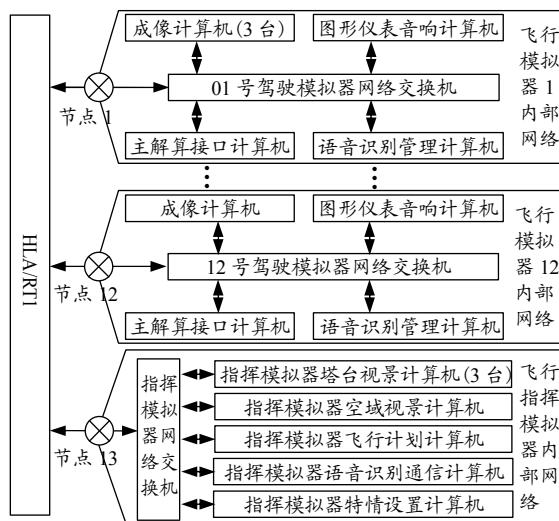 HLA/RT1
成像计算机(3 台)
图形仪表音响计算机
01 号驾驶模拟器网络交换机
节点 1
主解算接口计算机
语音识别管理计算机
飞行
模拟
器 1
内部
网络
成像计算机
图形仪表音响计算机
12 号驾驶模拟器网络交换机
节点 12
主解算接口计算机
语音识别管理计算机
飞行
模拟
器 12
内部
网络
节点 13
指挥
模拟
器网
络交
换机
指挥模拟器塔台视景计算机(3 台)
指挥模拟器空域视景计算机
指挥模拟器飞行计划计算机
指挥模拟器语音识别通信计算机
指挥模拟器特情设置计算机
飞行
指挥
模拟
器内
部网
络